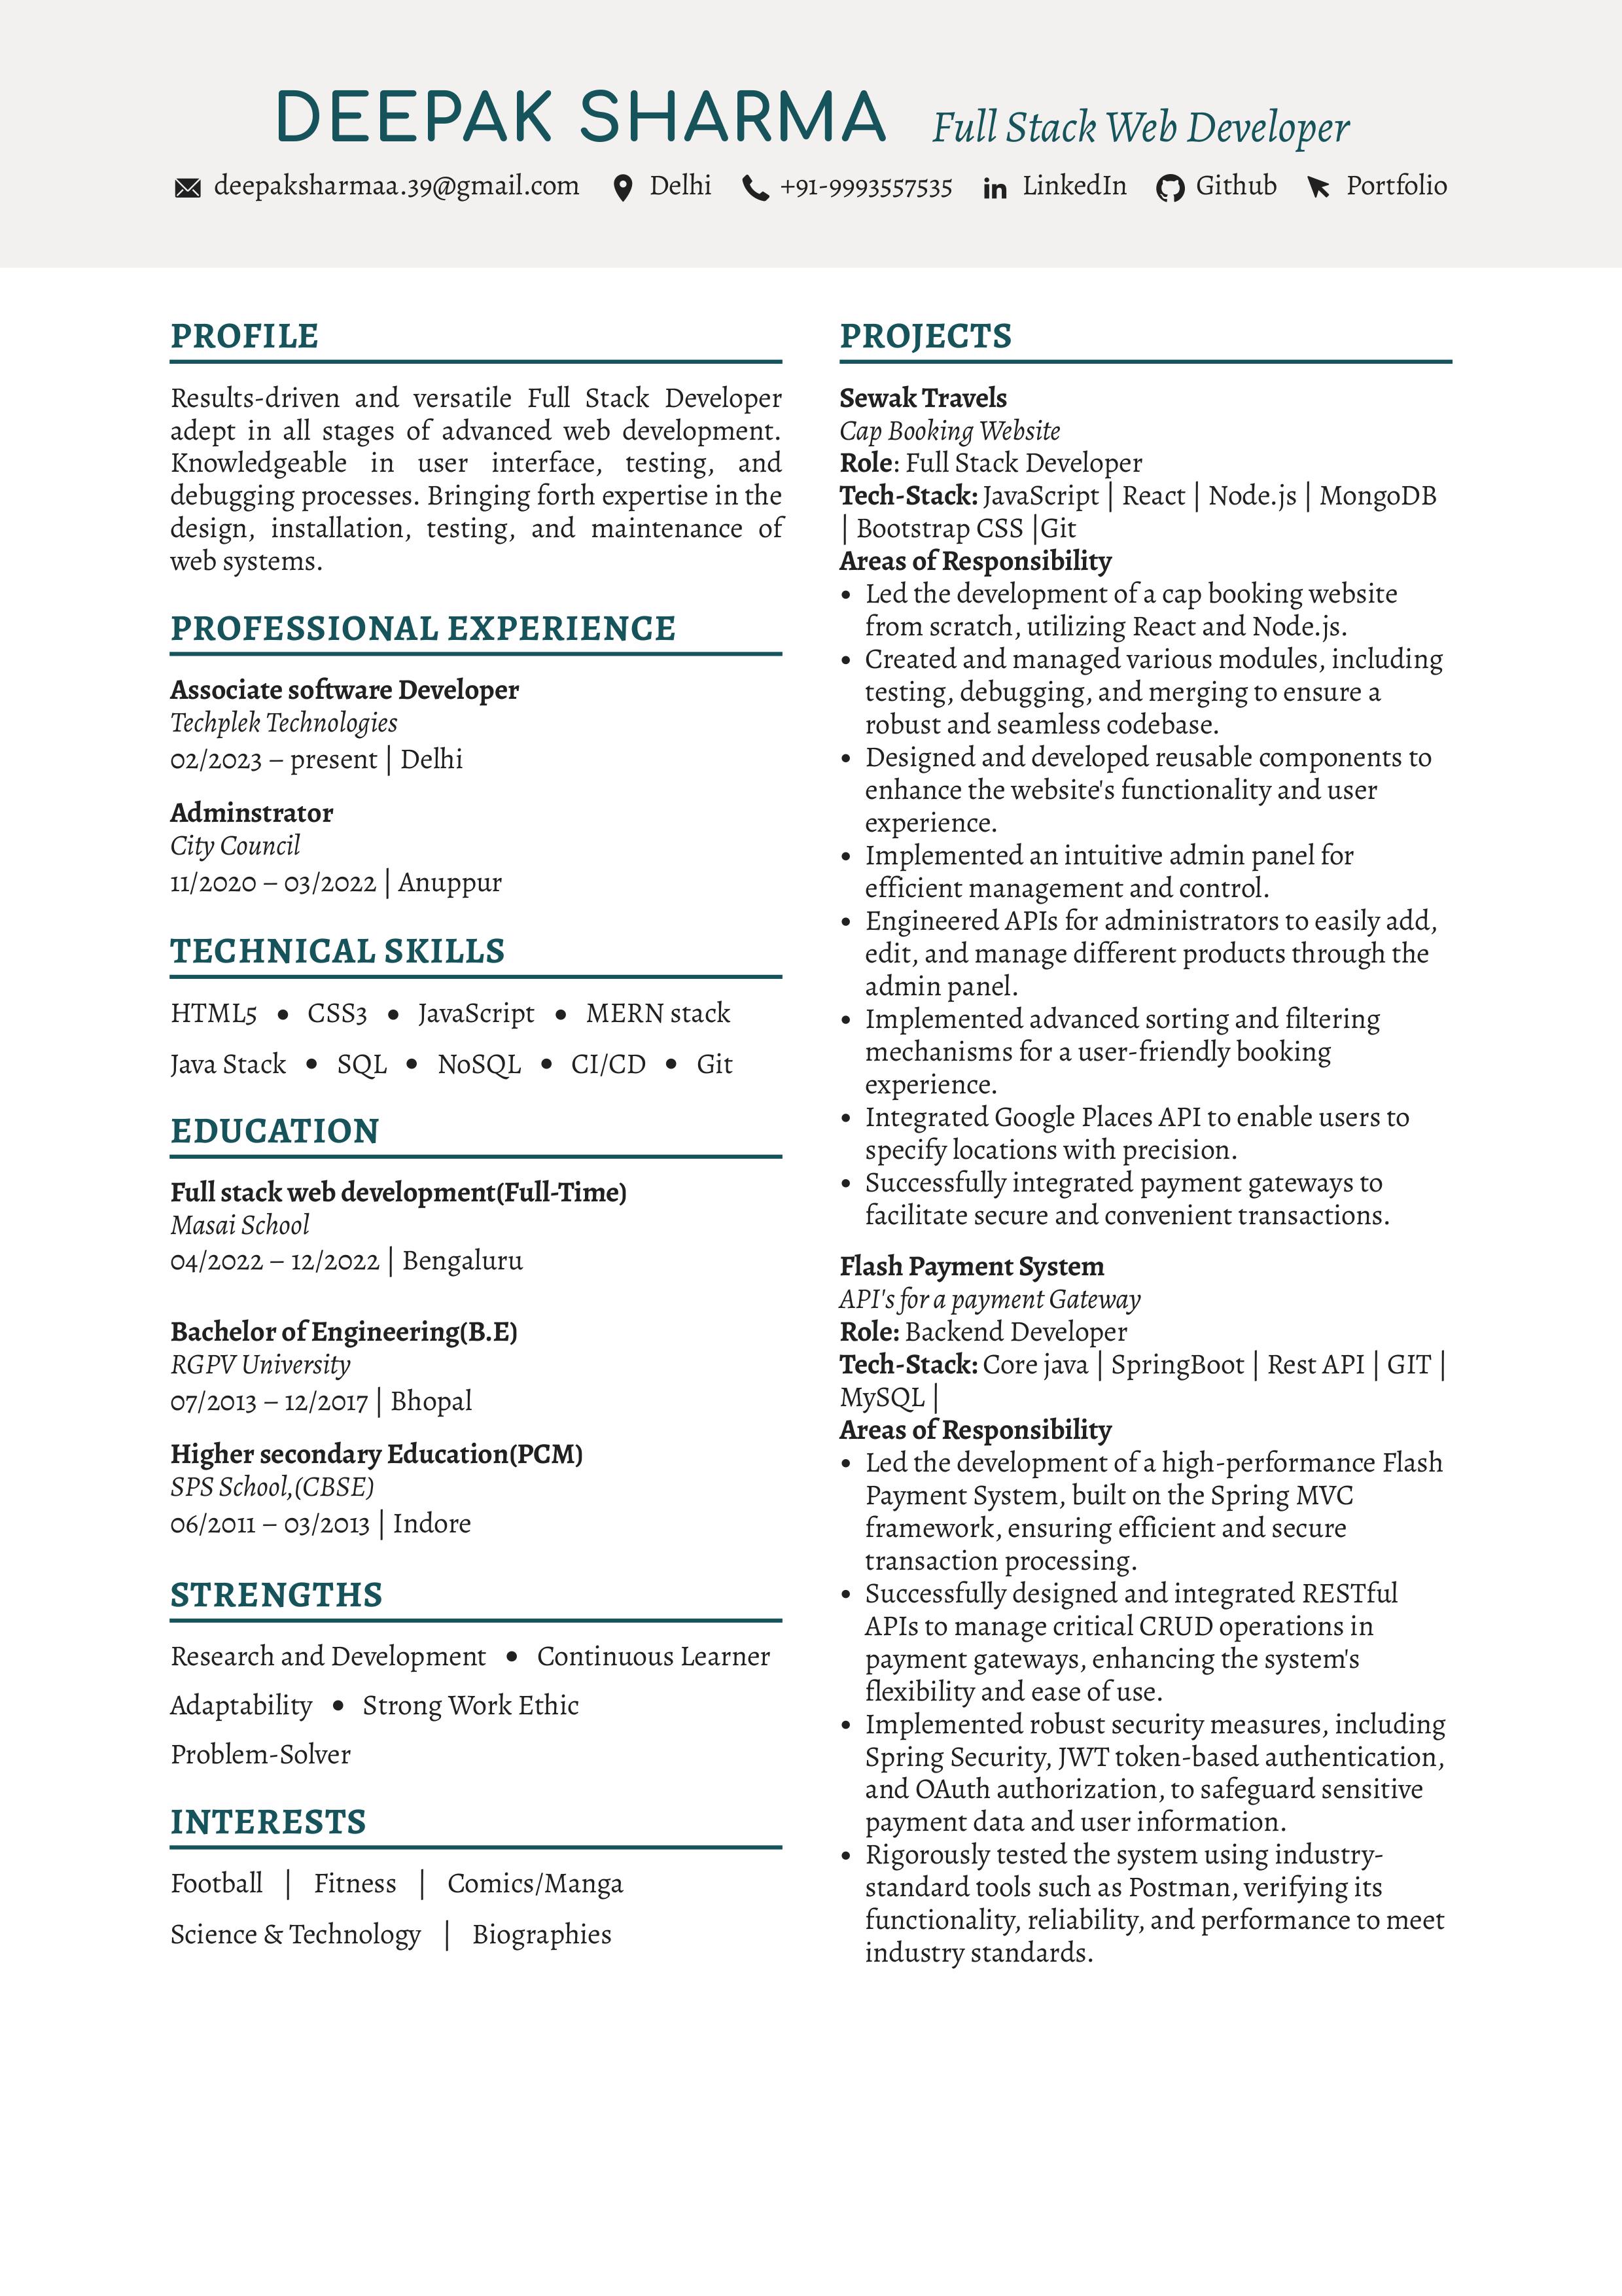 DEEPAK SHARMA Full Stack Web Developer
deepaksharmaa.39@gmail.com Delhi +91-9993557535 LinkedIn Github Portfolio
PROFILE
Results-driven and versatile Full Stack Developer
adept in all stages of advanced web development.
Knowledgeable in user interface, testing, and
debugging processes. Bringing forth expertise in the
design, installation, testing, and maintenance of
web systems.
PROFESSIONAL EXPERIENCE
Associate software Developer
Techplek Technologies
02/2023 – present | Delhi
Adminstrator
City Council
11/2020 – 03/2022 | Anuppur
TECHNICAL SKILLS
HTML5 • CSS3 • JavaScript • MERN stack
Java Stack • SQL • NoSQL • CI/CD • Git
EDUCATION
Full stack web development(Full-Time)
Masai School
04/2022 – 12/2022 | Bengaluru
Bachelor of Engineering(B.E)
RGPV University
07/2013 – 12/2017 | Bhopal
Higher secondary Education(PCM)
SPS School,(CBSE)
06/2011 – 03/2013 | Indore
STRENGTHS
Research and Development • Continuous Learner
Adaptability • Strong Work Ethic
Problem-Solver
INTERESTS
Football | Fitness | Comics/Manga
Science & Technology | Biographies
PROJECTS
Sewak Travels
Cap Booking Website
Role: Full Stack Developer
Tech-Stack: JavaScript | React | Node.js | MongoDB
| Bootstrap CSS |Git
Areas of Responsibility
• Led the development of a cap booking website
from scratch, utilizing React and Node.js.
• Created and managed various modules, including
testing, debugging, and merging to ensure a
robust and seamless codebase.
• Designed and developed reusable components to
enhance the website's functionality and user
experience.
• Implemented an intuitive admin panel for
efficient management and control.
• Engineered APIs for administrators to easily add,
edit, and manage different products through the
admin panel.
• Implemented advanced sorting and filtering
mechanisms for a user-friendly booking
experience.
• Integrated Google Places API to enable users to
specify locations with precision.
• Successfully integrated payment gateways to
facilitate secure and convenient transactions.
Flash Payment System
API's for a payment Gateway
Role: Backend Developer
Tech-Stack: Core java | SpringBoot | Rest API | GIT |
MySQL |
Areas of Responsibility
• Led the development of a high-performance Flash
Payment System, built on the Spring MVC
framework, ensuring efficient and secure
transaction processing.
• Successfully designed and integrated RESTful
APIs to manage critical CRUD operations in
payment gateways, enhancing the system's
flexibility and ease of use.
• Implemented robust security measures, including
Spring Security, JWT token-based authentication,
and OAuth authorization, to safeguard sensitive
payment data and user information.
• Rigorously tested the system using industry-
standard tools such as Postman, verifying its
functionality, reliability, and performance to meet
industry standards.